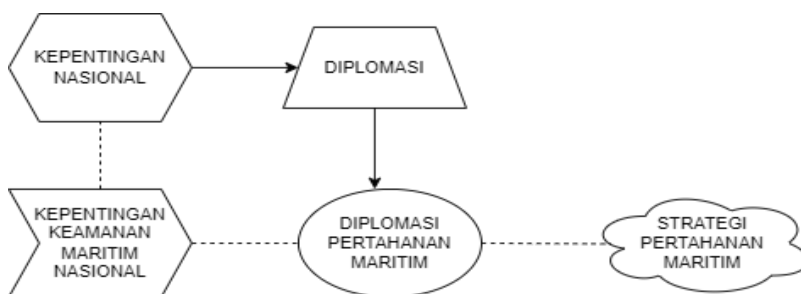 KEPENTINGAN
NASIONAL
DIPLOMASI
KEPENTINGAN
KEAMANAN
MARITIM
NASIONAL
DIPLOMASI
PERTAHANAN
MARITIM
STRATEGI
PERTAHANAN
MARITIM